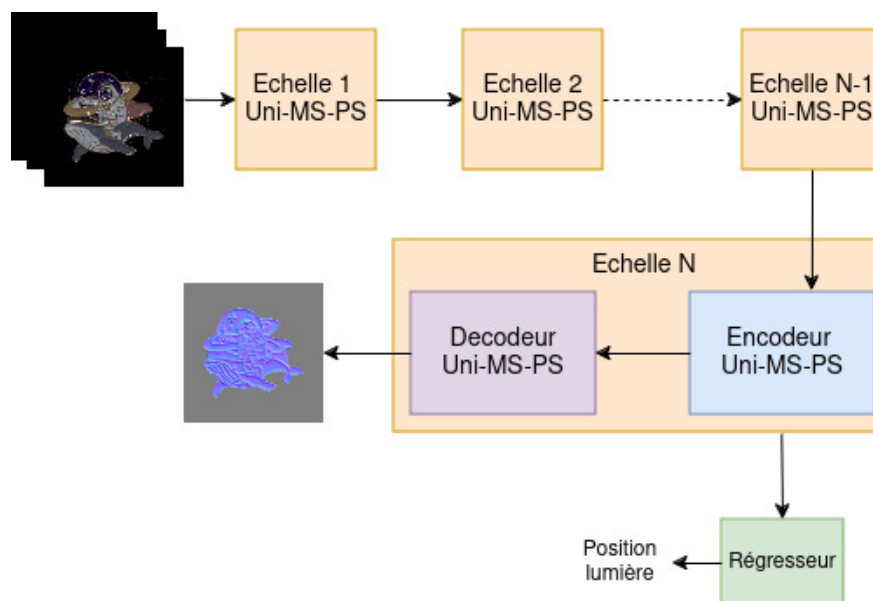 Echelle 1
Uni-MS-PS
Echelle 2
Uni-MS-PS
Echelle N-1
Uni-MS-PS
Echelle N
Decodeur
Uni-MS-PS
Encodeur
Uni-MS-PS
Position
lumière
Régresseur